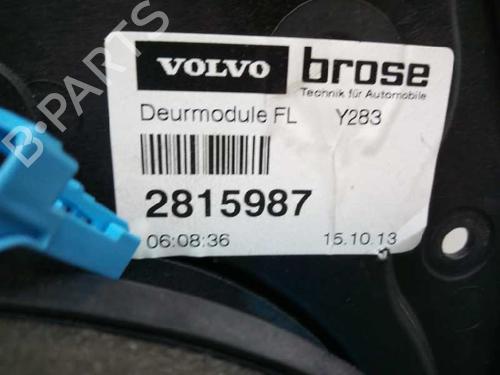 VOLVO
brose
Technik für Automobile
Deurmodule FL Y283
2815987
06:08:36 15.10.13
B-PARTS